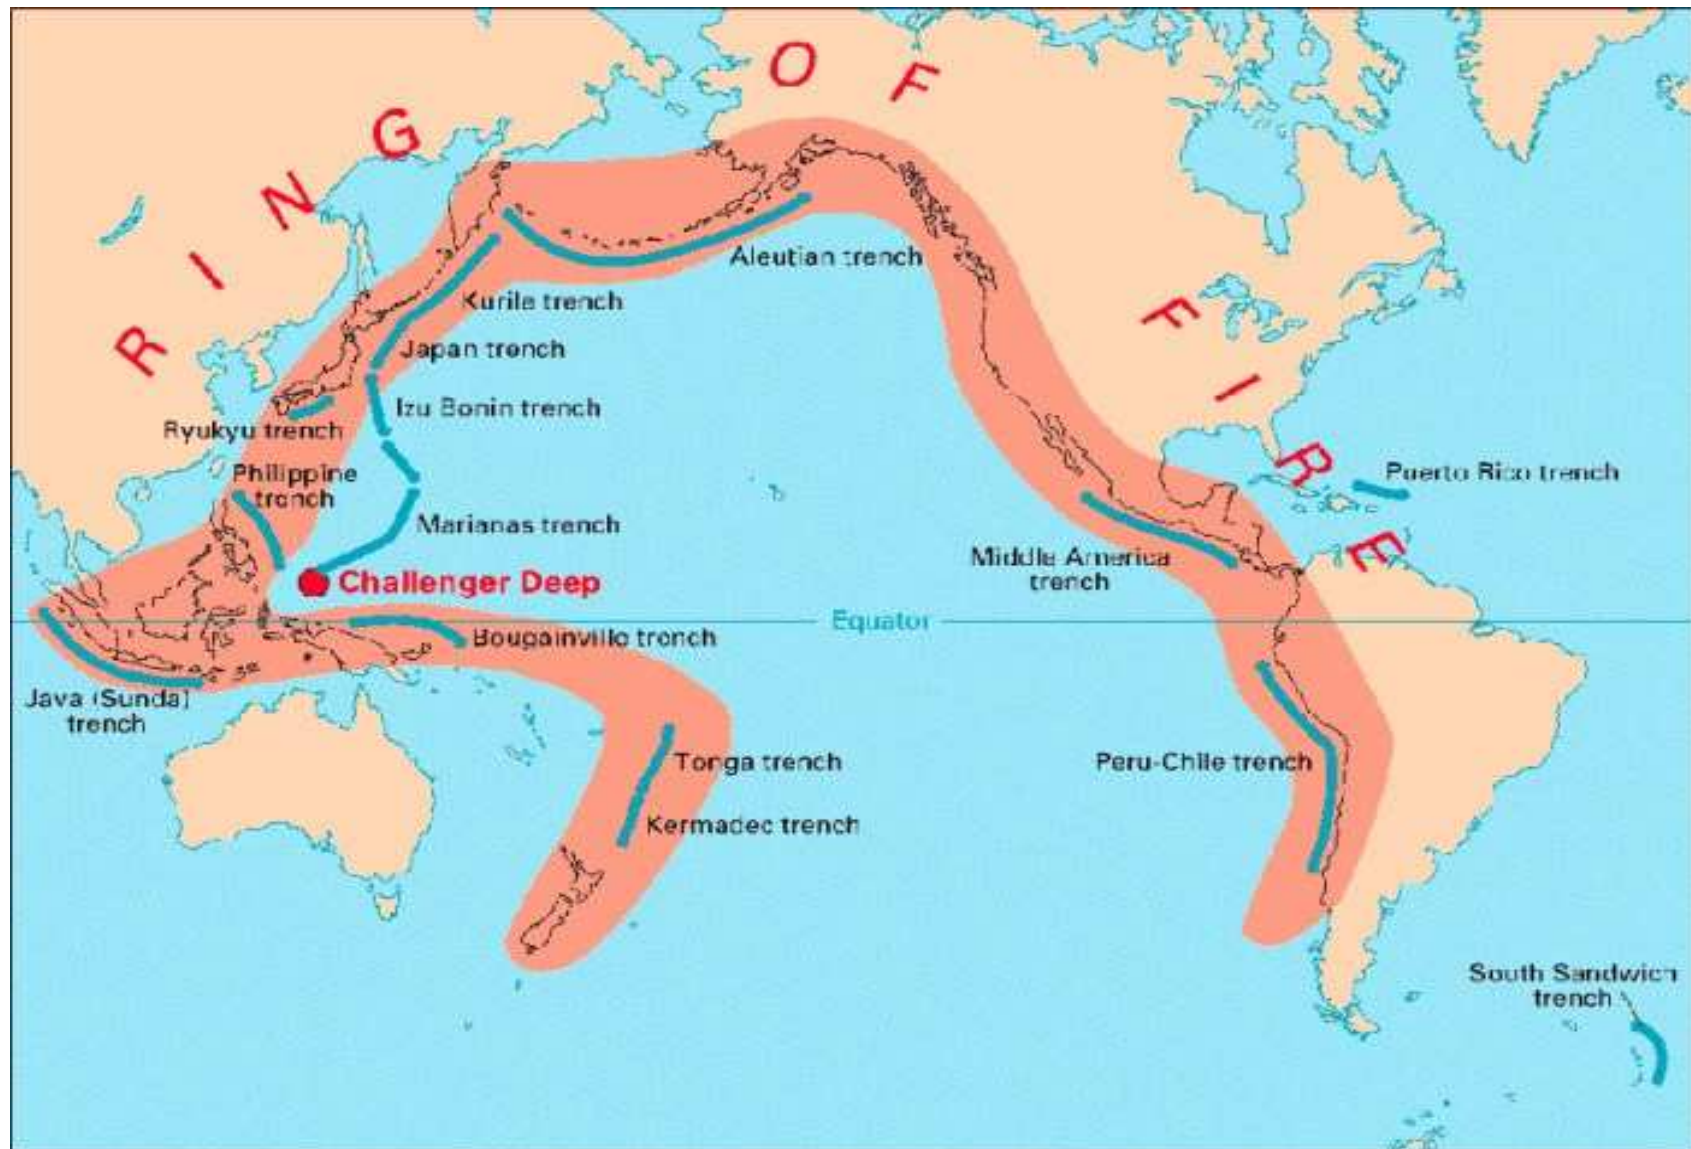 RING OF FIRE
Aleutian trench
Kurile trench
Japan trench
Izu Bonin trench
Ryukyu trench
Philippine
trench
Marianas trench
Challenger Deep
Puerto Rico trench
Middle America
trench
Equator
Bougainville trench
Java (Sunda)
trench
Tonga trench
Peru-Chile trench
Kermadec trench
South Sandwich
trench